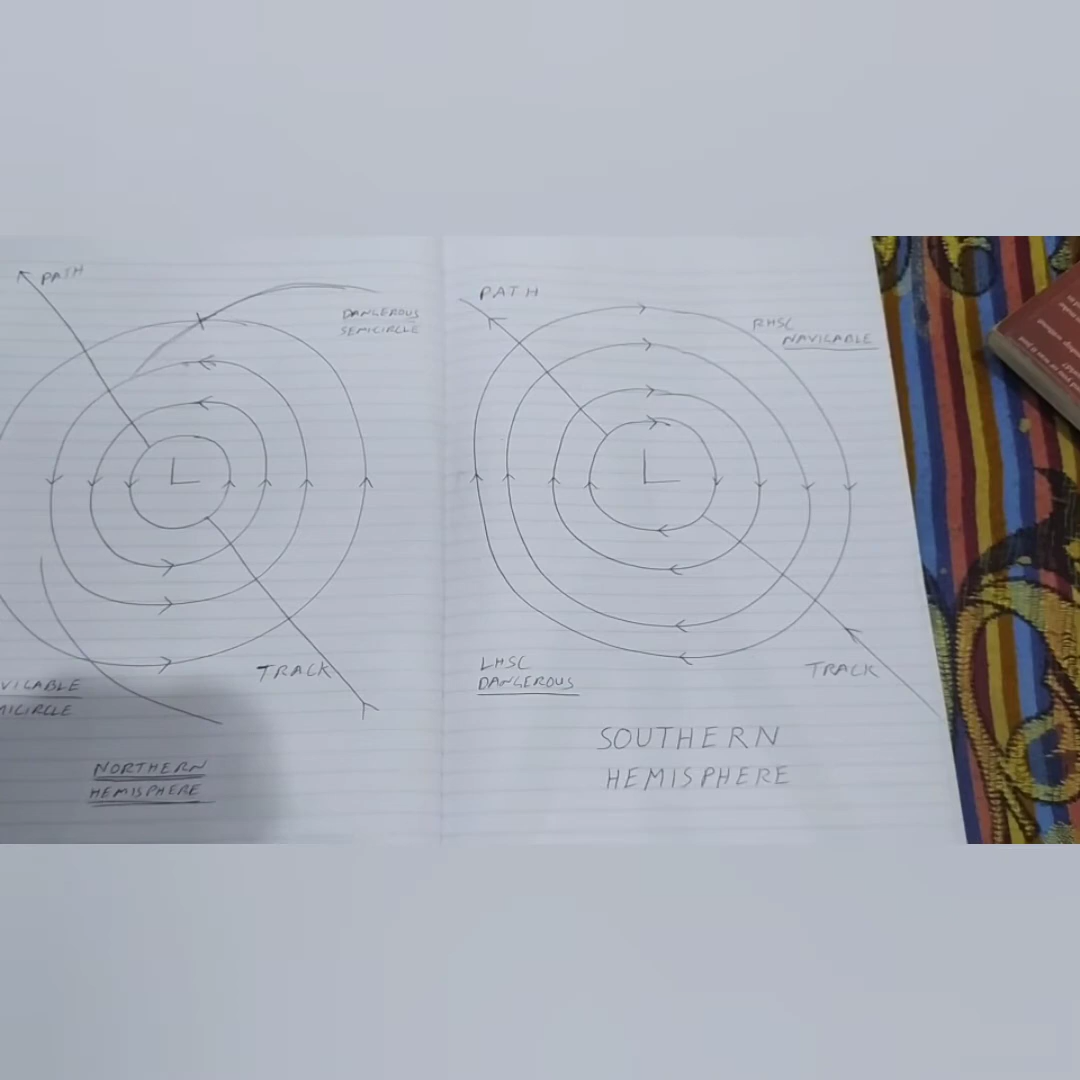 PATH
DANGEROUS
SEMICIRCLE
L
TRACK
NORTHERN
HEMISPHERE
PATH
RHSC
NAVIGABLE
L
LHSC
DANGEROUS
TRACK
SOUTHERN
HEMISPHERE